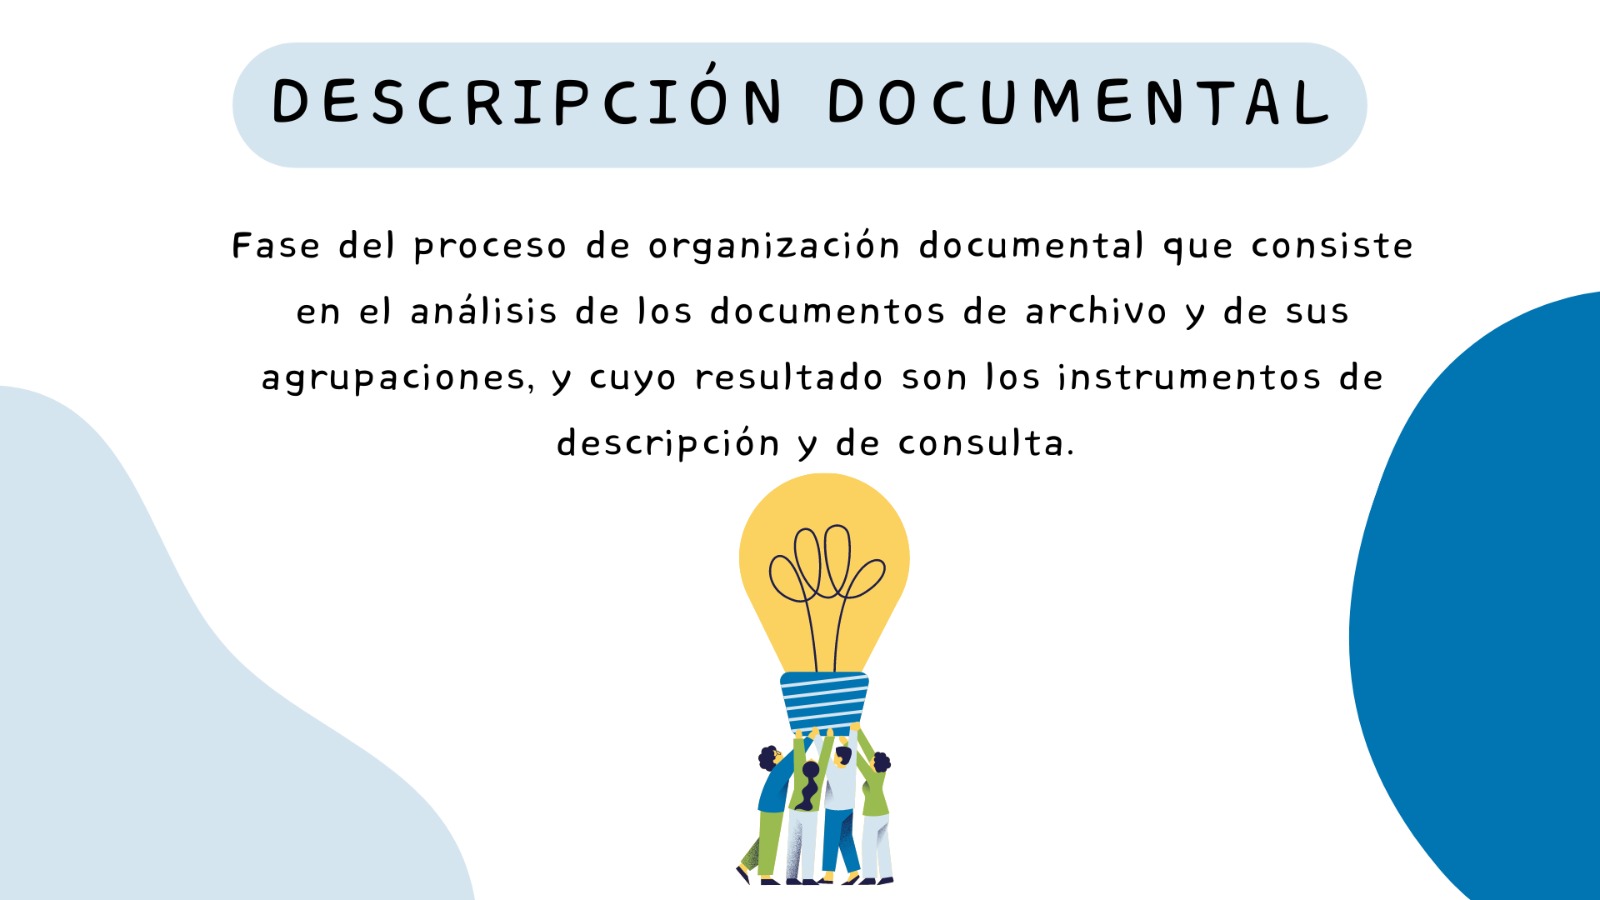 DESCRIPCIÓN DOCUMENTAL
Fase del proceso de organización documental que consiste
en el análisis de los documentos de archivo y de sus
agrupaciones, y cuyo resultado son los instrumentos de
descripción y de consulta.